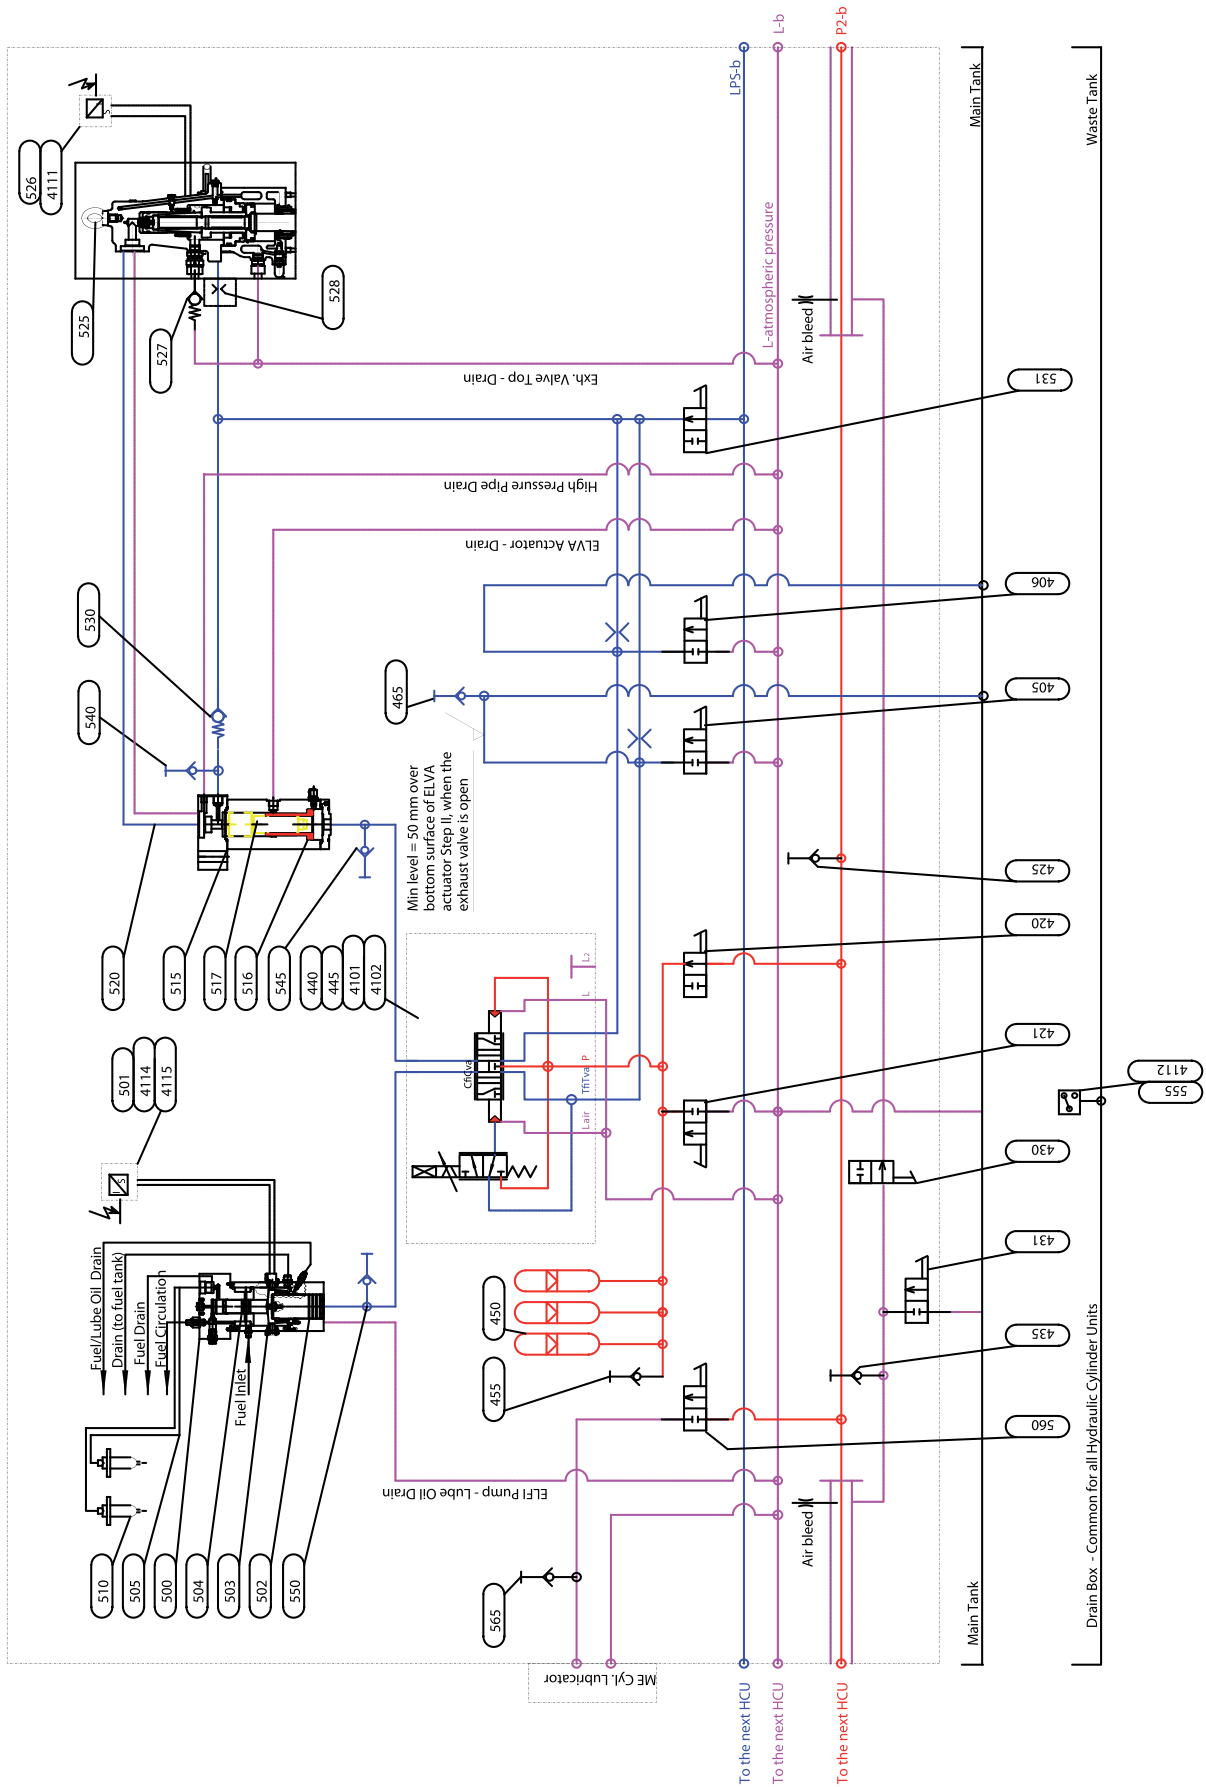 L-b
P2-b
LPS-b
Main Tank
Waste Tank
526
4111
525
527
528
L-atmospheric pressure
Air bleed
Exh. Valve Top - Drain
531
High Pressure Pipe Drain
ELVA Actuator - Drain
530
406
540
465
405
Min level = 50 mm over
bottom surface of ELVA
actuator Step II, when the
exhaust valve is open
425
420
520
515
517
516
545
440
445
4101
4102
L2
L
P
TfiTva
Lair
CfiCva
421
501
4114
4115
4112
555
430
431
Fuel/Lube Oil Drain
Drain (to fuel tank)
Fuel Drain
Fuel Circulation
Fuel Inlet
450
455
435
560
ELFI Pump - Lube Oil Drain
Air bleed
510
505
500
504
503
502
550
565
Main Tank
Drain Box - Common for all Hydraulic Cylinder Units
ME Cyl. Lubricator
To the next HCU
To the next HCU
To the next HCU